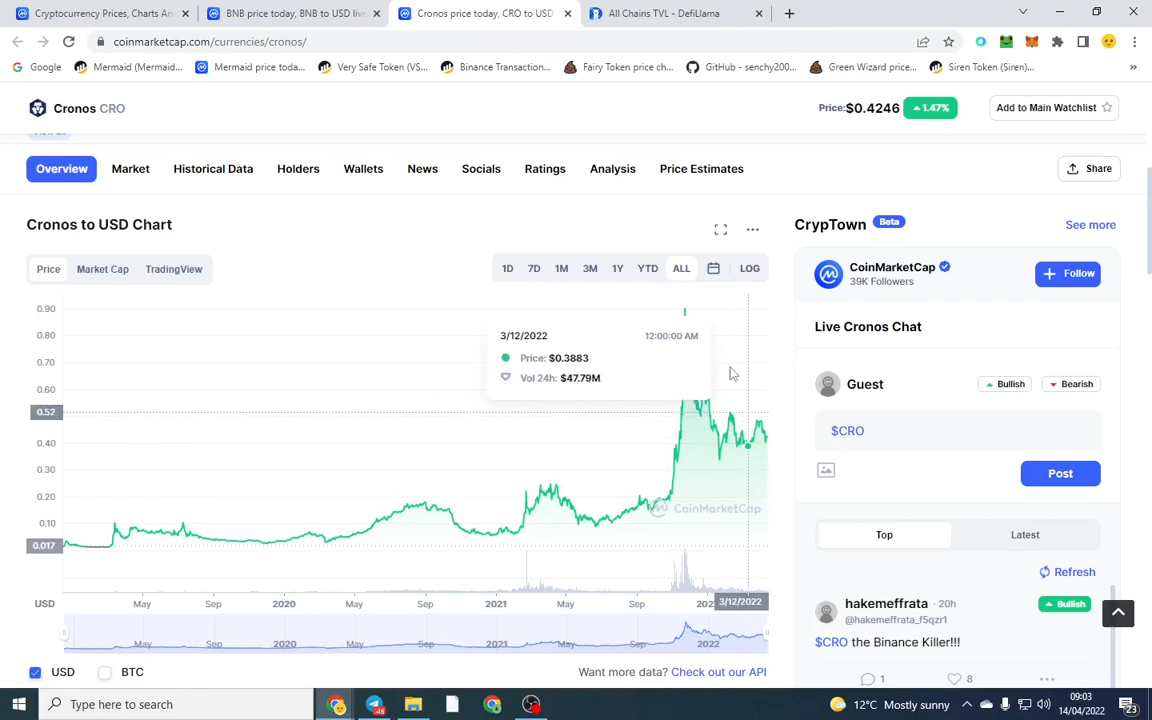 Cryptocurrency Prices, Charts An
BNB price today, BNB to USD live
Cronos price today, CRO to USD
All Chains TVL - DefiLlama
coinmarketcap.com/currencies/cronos/
Google
Mermaid (Mermaid...
Mermaid price toda...
Very Safe Token (VS...
Binance Transaction...
Fairy Token price ch...
GitHub - senchy200...
Green Wizard price...
Siren Token (Siren)...
»
Cronos CRO
Price:$0.4246
1.47%
Add to Main Watchlist
Overview
Market
Historical Data
Holders
Wallets
News
Socials
Ratings
Analysis
Price Estimates
Share
Cronos to USD Chart
Price
Market Cap
TradingView
1D
7D
1M
3M
1Y
YTD
ALL
LOG
0.90
0.80
0.70
0.60
0.52
0.40
0.30
0.20
0.10
0.017
3/12/2022
12:00:00 AM
Price: $0.3883
Vol 24h: $47.79M
CoinMarketCap
USD
May
Sep
2020
May
Sep
2021
May
Sep
3/12/2022
May
Sep
2020
May
Sep
2021
May
Sep
2022
USD
BTC
Want more data? Check out our API
CrypTown
Beta
See more
CoinMarketCap
39K Followers
Follow
Live Cronos Chat
Guest
Bullish
Bearish
$CRO
Post
Top
Latest
Refresh
hakemeffrata · 20h
Bullish
@hakemeffrata_f5qzr1
$CRO the Binance Killer!!!
1
8
Type here to search
12°C Mostly sunny
09:03
14/04/2022
23